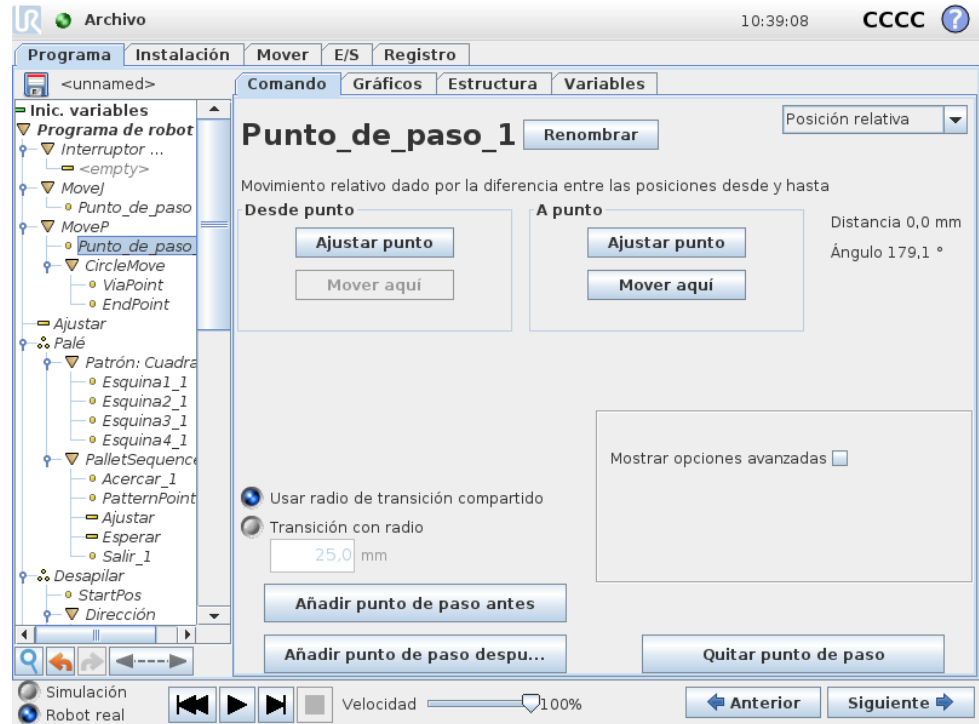 UR Archivo 10:39:08 CCCC ?
Programa Instalación Mover E/S Registro
<unnamed>
Comando Gráficos Estructura Variables
Inic. variables
Programa de robot
Interruptor ...
<empty>
MoveJ
Punto_de_paso
MoveP
Punto_de_paso_
CircleMove
ViaPoint
EndPoint
Ajustar
Palé
Patrón: Cuadra
Esquina1_1
Esquina2_1
Esquina3_1
Esquina4_1
PalletSequence
Acercar_1
PatternPoint
Ajustar
Esperar
Salir_1
Desapilar
StartPos
Dirección
Punto_de_paso_1 Renombrar
Posición relativa
Movimiento relativo dado por la diferencia entre las posiciones desde y hasta
Desde punto
Ajustar punto
Mover aquí
A punto
Ajustar punto
Mover aquí
Distancia 0,0 mm
Ángulo 179,1 °
Mostrar opciones avanzadas
Usar radio de transición compartido
Transición con radio
25,0 mm
Añadir punto de paso antes
Añadir punto de paso despu...
Quitar punto de paso
Simulación
Robot real
Velocidad 100%
Anterior Siguiente